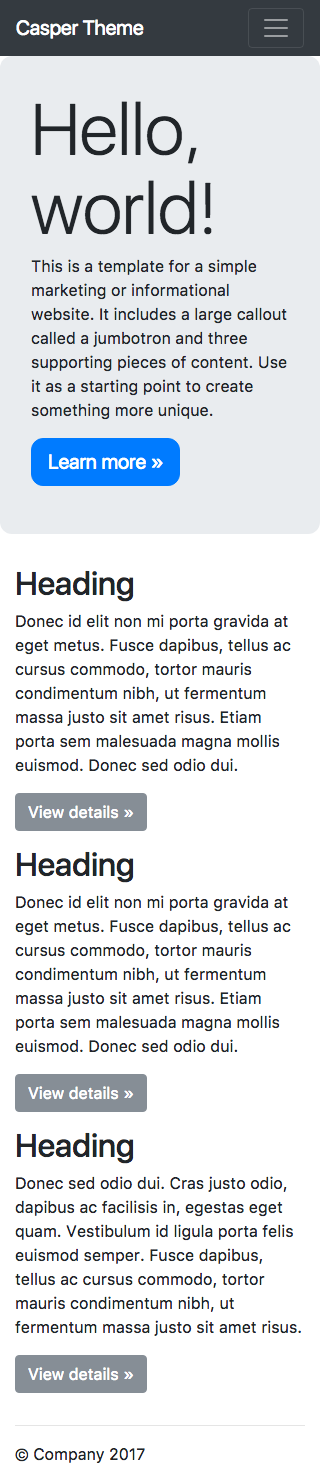 Casper Theme
Hello,
world!
This is a template for a simple
marketing or informational
website. It includes a large callout
called a jumbotron and three
supporting pieces of content. Use
it as a starting point to create
something more unique.
Learn more »
Heading
Donec id elit non mi porta gravida at
eget metus. Fusce dapibus, tellus ac
cursus commodo, tortor mauris
condimentum nibh, ut fermentum
massa justo sit amet risus. Etiam
porta sem malesuada magna mollis
euismod. Donec sed odio dui.
View details »
Heading
Donec id elit non mi porta gravida at
eget metus. Fusce dapibus, tellus ac
cursus commodo, tortor mauris
condimentum nibh, ut fermentum
massa justo sit amet risus. Etiam
porta sem malesuada magna mollis
euismod. Donec sed odio dui.
View details »
Heading
Donec sed odio dui. Cras justo odio,
dapibus ac facilisis in, egestas eget
quam. Vestibulum id ligula porta felis
euismod semper. Fusce dapibus,
tellus ac cursus commodo, tortor
mauris condimentum nibh, ut
fermentum massa justo sit amet risus.
View details »
© Company 2017